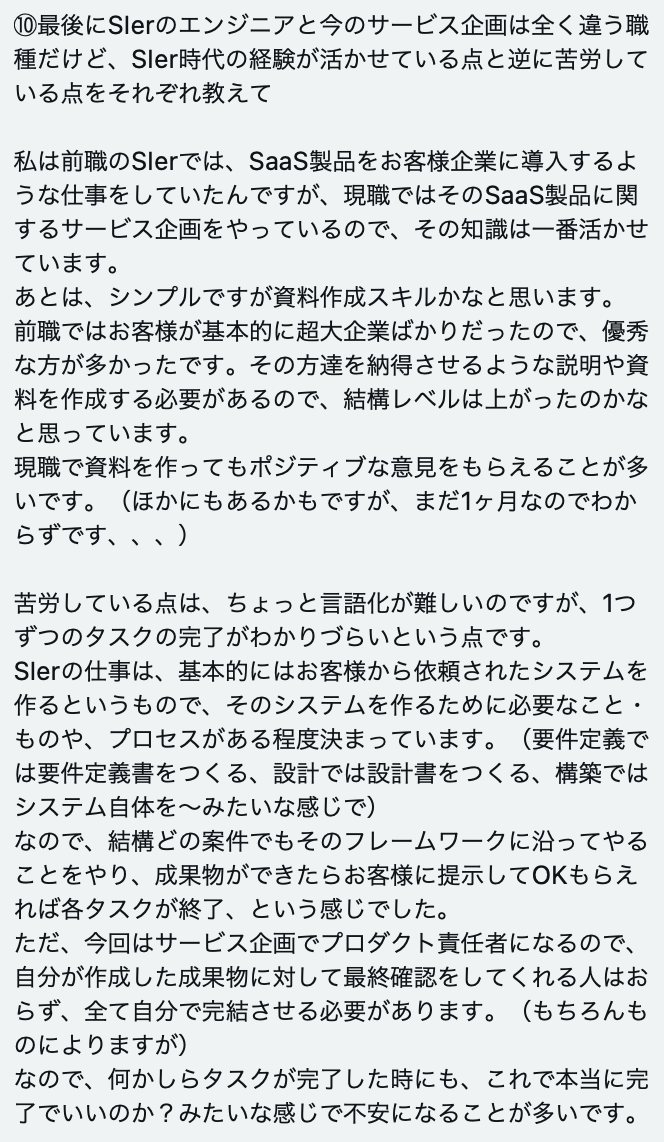 ⑩最後にSIerのエンジニアと今のサービス企画は全く違う職
種だけど、SIer時代の経験が活かせている点と逆に苦労して
いる点をそれぞれ教えて
私は前職のSIerでは、SaaS製品をお客様企業に導入するよ
うな仕事をしていたんですが、現職ではそのSaaS製品に関
するサービス企画をやっているので、その知識は一番活かせ
ています。
あとは、シンプルですが資料作成スキルかなと思います。
前職ではお客様が基本的に超大企業ばかりだったので、優秀
な方が多かったです。その方達を納得させるような説明や資
料を作成する必要があるので、結構レベルは上がったのかな
と思っています。
現職で資料を作ってもポジティブな意見をもらえることが多
いです。（ほかにもあるかもですが、まだ1ヶ月なのでわか
らずです、、、）
苦労している点は、ちょっと言語化が難しいのですが、1つ
ずつのタスクの完了がわかりづらいという点です。
SIerの仕事は、基本的にはお客様から依頼されたシステムを
作るというもので、そのシステムを作るために必要なこと・
ものや、プロセスがある程度決まっています。（要件定義で
は要件定義書をつくる、設計では設計書をつくる、構築では
システム自体を〜みたいな感じで）
なので、結構どの案件でもそのフレームワークに沿ってやる
ことをやり、成果物ができたらお客様に提示してOKもらえ
れば各タスクが終了、という感じでした。
ただ、今回はサービス企画でプロダクト責任者になるので、
自分が作成した成果物に対して最終確認をしてくれる人はお
らず、全て自分で完結させる必要があります。（もちろんも
のによりますが）
なので、何かしらタスクが完了した時にも、これで本当に完
了でいいのか？みたいな感じで不安になることが多いです。